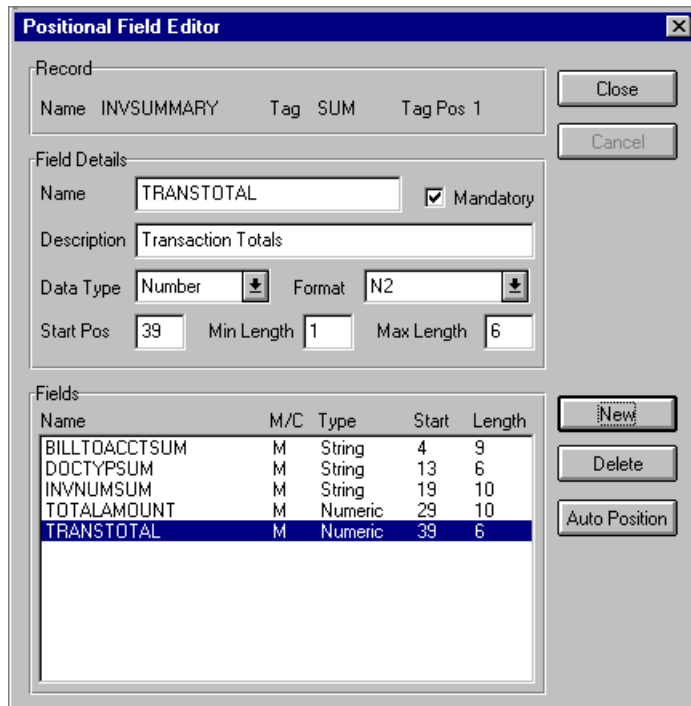 Positional Field Editor
Record
Name INVSUMMARY Tag SUM Tag Pos 1
Close
Cancel
Field Details
Name TRANSTOTAL Mandatory
Description Transaction Totals
Data Type Number Format N2
Start Pos 39 Min Length 1 Max Length 6
Fields
Name M/C Type Start Length
BILLTOACCTSUM M String 4 9
DOCTYPSUM M String 13 6
INVNUMSUM M String 19 10
TOTALAMOUNT M Numeric 29 10
TRANSTOTAL M Numeric 39 6
New
Delete
Auto Position